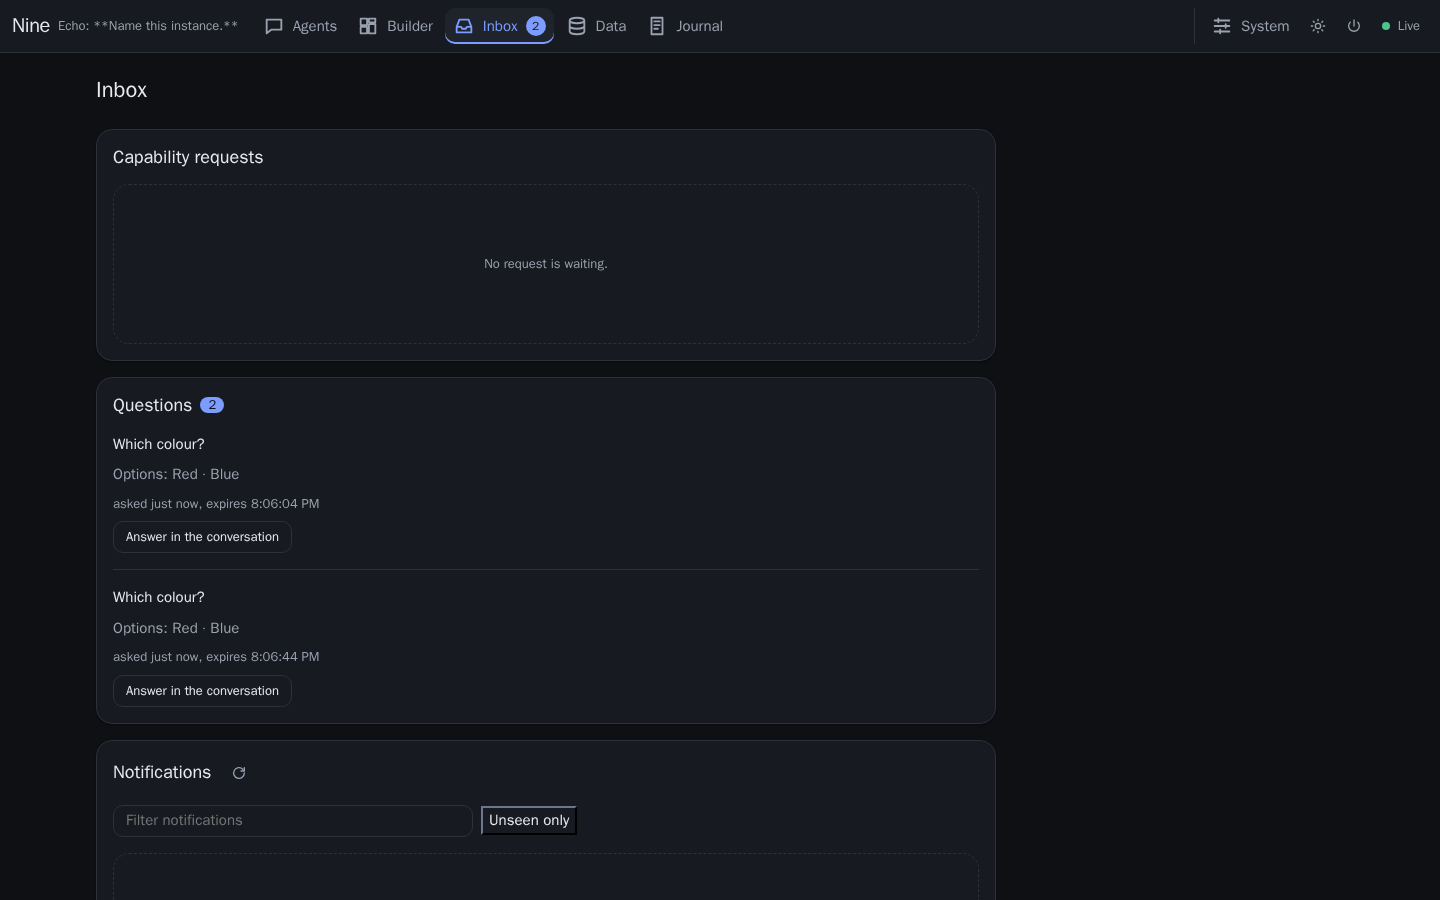 Nine Echo: **Name this instance.** Agents Builder Inbox 2 Data Journal System Live
Inbox
Capability requests
No request is waiting.
Questions 2
Which colour?
Options: Red · Blue
asked just now, expires 8:06:04 PM
Answer in the conversation
Which colour?
Options: Red · Blue
asked just now, expires 8:06:44 PM
Answer in the conversation
Notifications
Filter notifications Unseen only